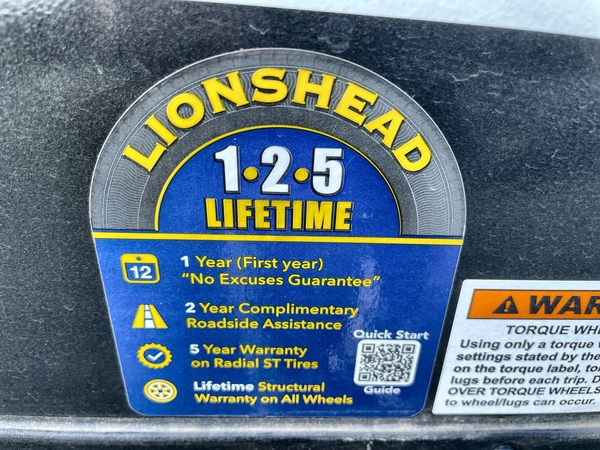 LIONSHEAD
1•2•5
LIFETIME
12
1 Year (First year)
"No Excuses Guarantee"
2 Year Complimentary
Roadside Assistance
5 Year Warranty
on Radial ST Tires
Lifetime Structural
Warranty on All Wheels
Quick Start
Guide
TORQUE
Using only a torque
settings stated by the
on the torque label,
lugs before each trip.
OVER TORQUE WHEELS
to wheel/lugs can occur.